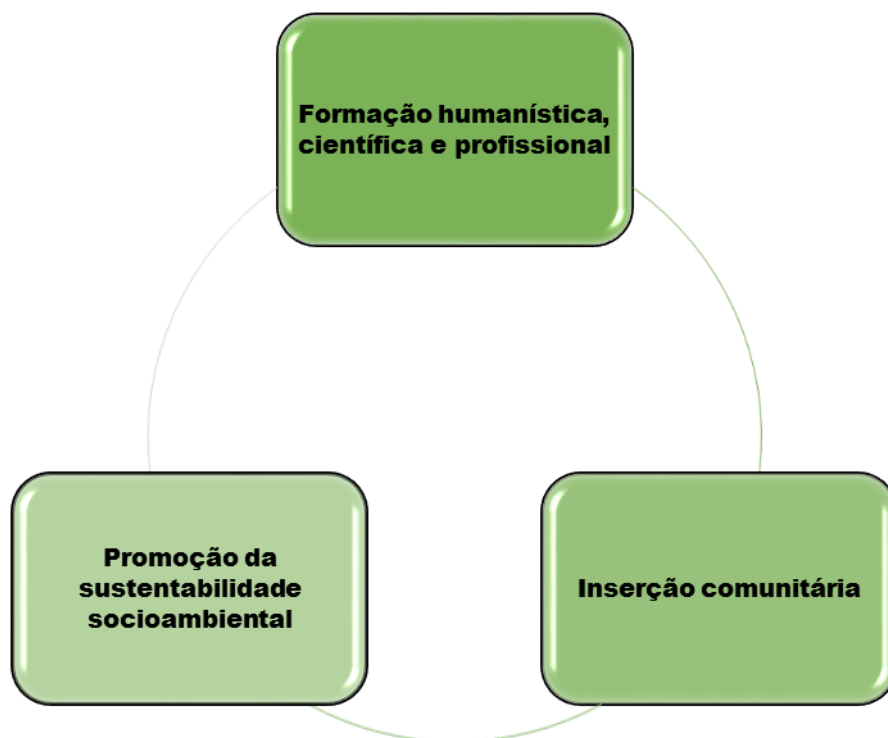 Formação humanística,
científica e profissional
Promoção da
sustentabilidade
socioambiental
Inserção comunitária